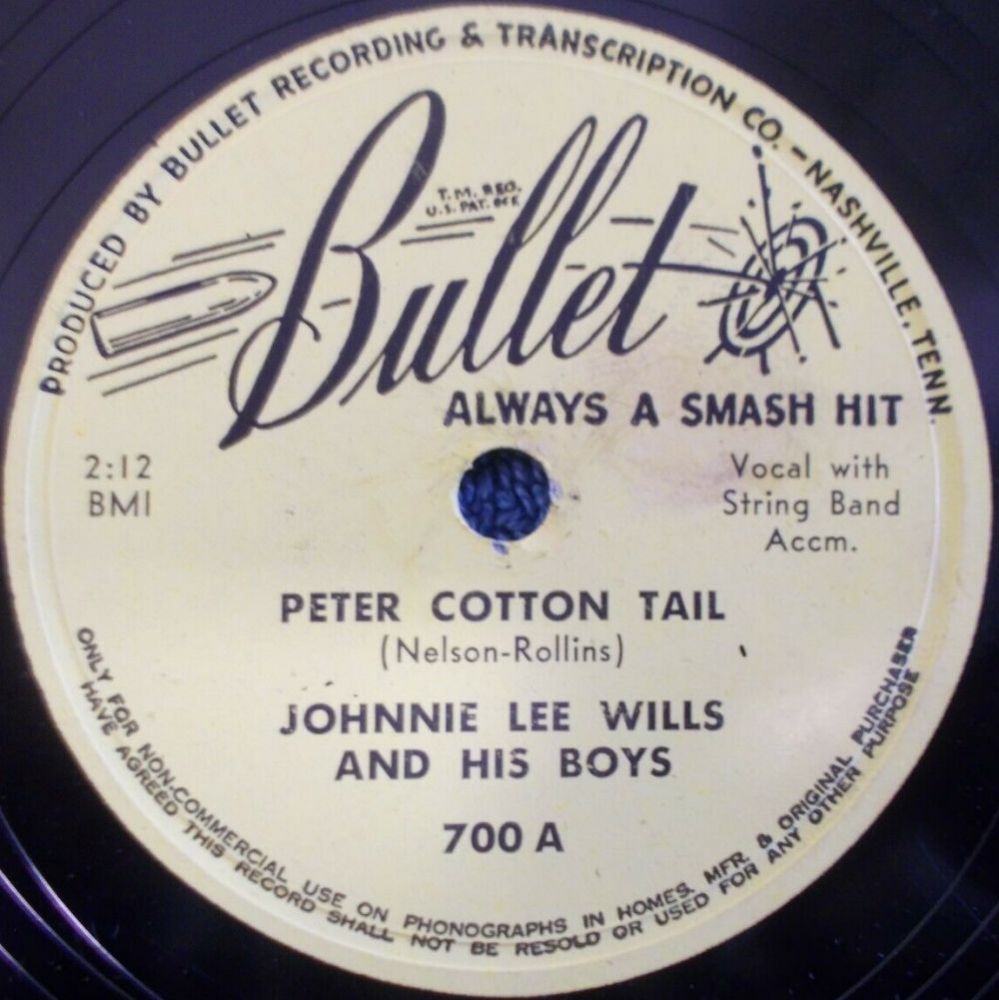 PRODUCED BY BULLET RECORDING & TRANSCRIPTION CO. - NASHVILLE, TENN.
Bullet
T.M. REG.
U.S. PAT. OFF
ALWAYS A SMASH HIT
2:12
BMI
Vocal with
String Band
Accm.
PETER COTTON TAIL
(Nelson-Rollins)
JOHNNIE LEE WILLS
AND HIS BOYS
700 A
ONLY FOR NON-COMMERCIAL USE ON PHONOGRAPHS IN HOMES. MFR. & ORIGINAL PURCHASER
HAVE AGREED THIS RECORD SHALL NOT BE RESOLD OR USED FOR ANY OTHER PURPOSE